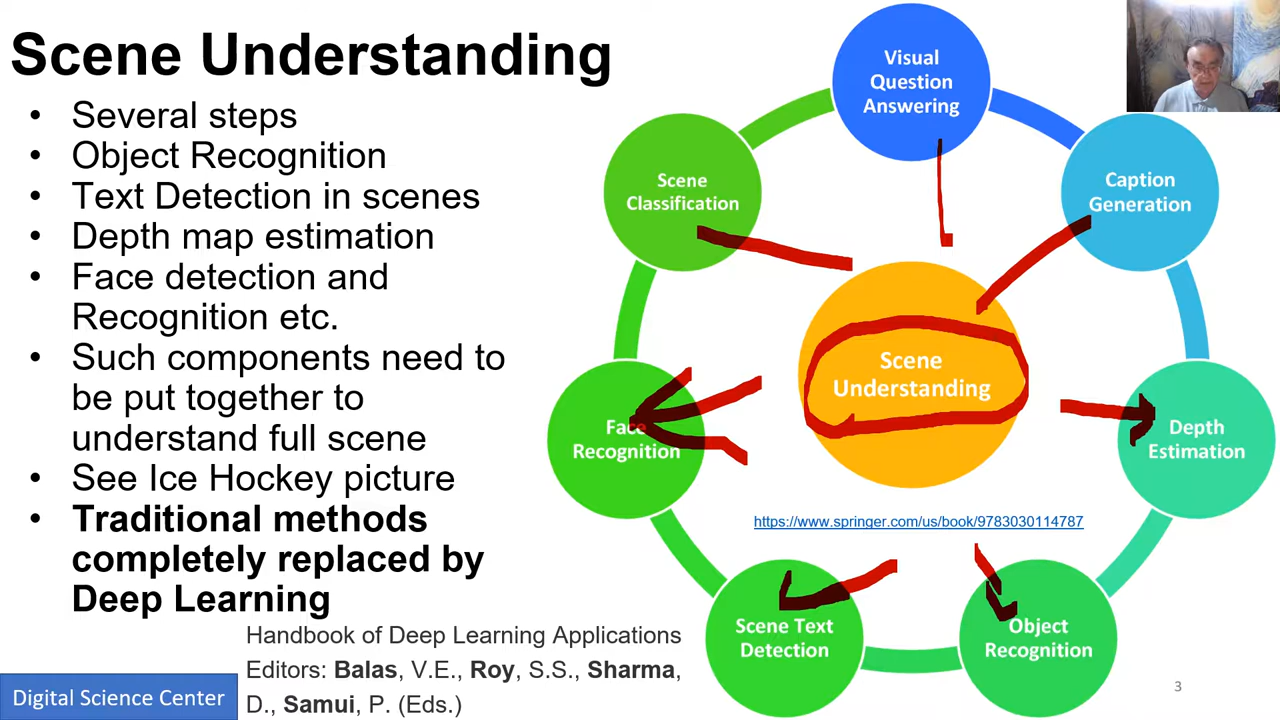 Scene Understanding
• Several steps
• Object Recognition
• Text Detection in scenes
• Depth map estimation
• Face detection and
Recognition etc.
• Such components need to
be put together to
understand full scene
• See Ice Hockey picture
• Traditional methods
completely replaced by
Deep Learning
Handbook of Deep Learning Applications
Editors: Balas, V.E., Roy, S.S., Sharma,
D., Samui, P. (Eds.)
Digital Science Center
Visual
Question
Answering
Caption
Generation
Depth
Estimation
Object
Recognition
Scene Text
Detection
Face
Recognition
Scene
Classification
Scene
Understanding
https://www.springer.com/us/book/9783030114787
3